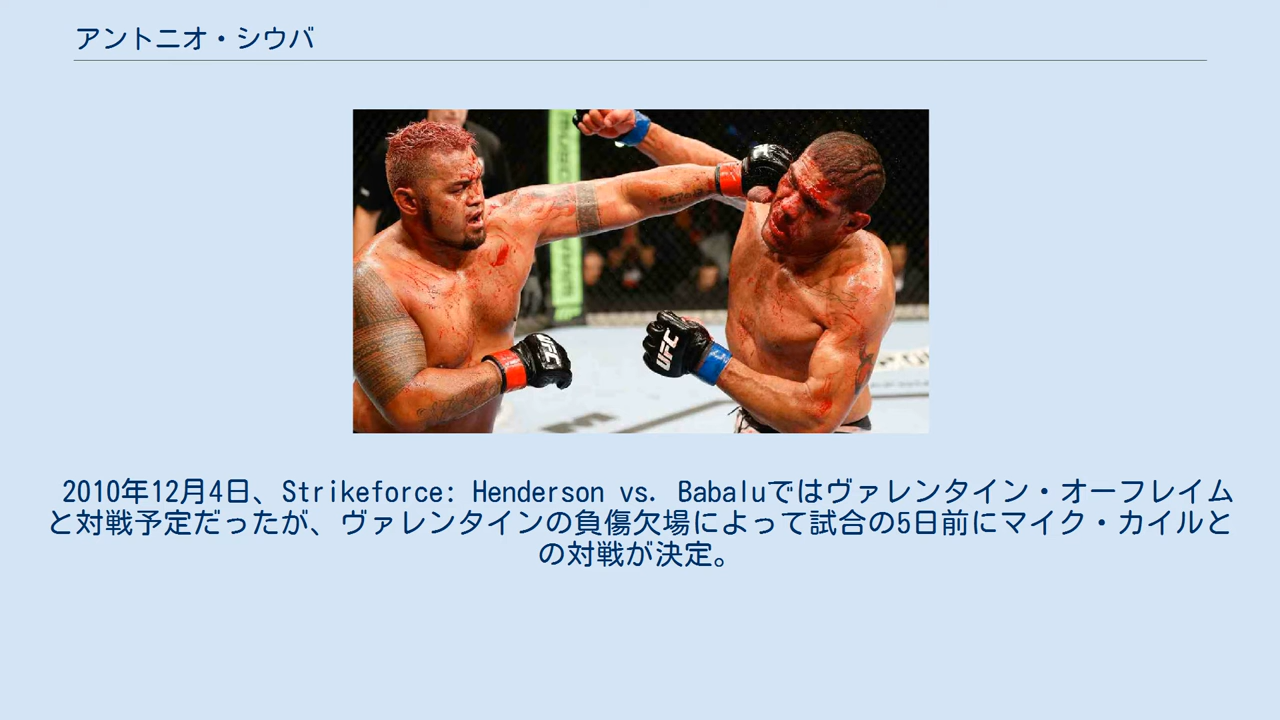 アントニオ・シウバ
UFC
UFC
2010年12月4日、Strikeforce: Henderson vs. Babaluではヴァレンタイン・オーフレイム
と対戦予定だったが、ヴァレンタインの負傷欠場によって試合の5日前にマイク・カイルと
の対戦が決定。